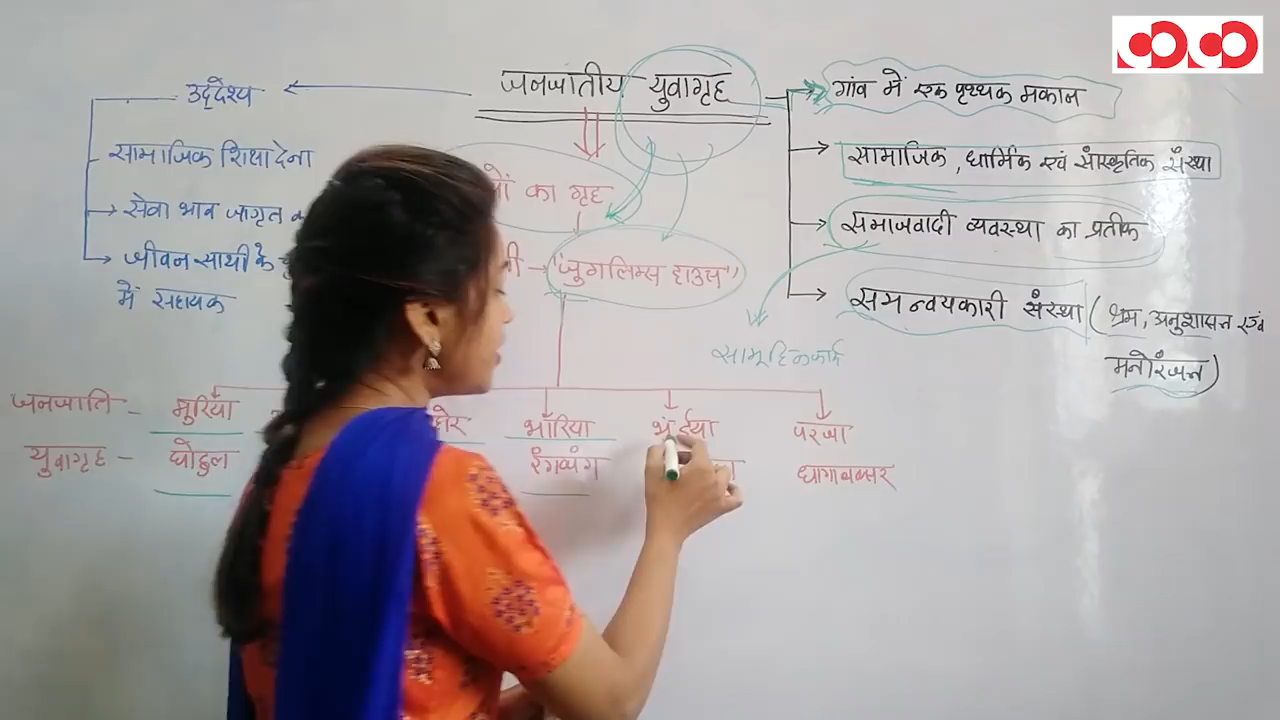 जनजातीय युवागृह
उद्देश्य
सामाजिक शिक्षा देना
सेवा भाव जागृत
जीवन साथी के
में सहायक
का गृह
"जुगलिम्स हाउस"
गांव में एक पृथ्थक मकान
सामाजिक, धार्मिक एवं सांस्कृतिक संस्था
समाजवादी व्यवस्था का प्रतीक
समन्वयकारी संस्था (श्रम, अनुशासन एवं
मनोरंजन)
सामूहिक कार्य
जनजाति - मुरिया भारिया परजा
युवागृह - घोटुल रंगबंग धागाबक्सर